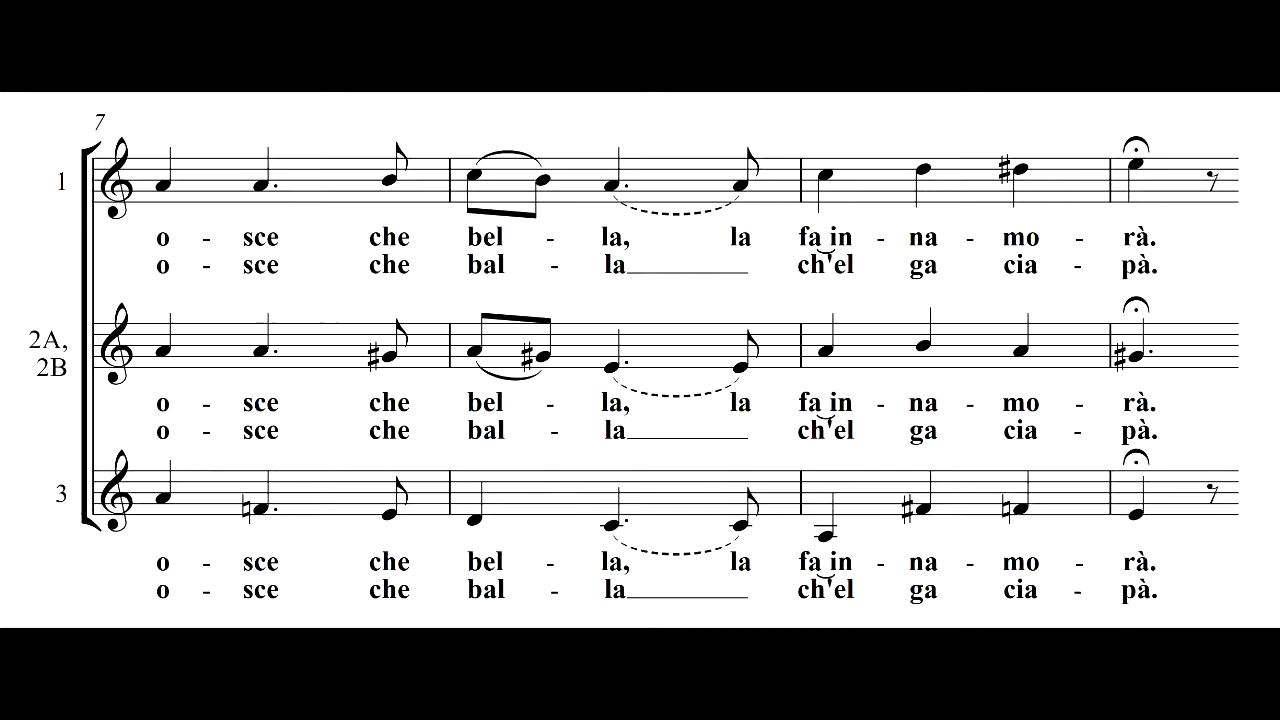 7
1
o - sce che bel - la, la fa in - na - mo - rà.
o - sce che bal - la ch'el ga cia - pà.
2A,
2B
o - sce che bel - la, la fa in - na - mo - rà.
o - sce che bal - la ch'el ga cia - pà.
3
o - sce che bel - la, la fa in - na - mo - rà.
o - sce che bal - la ch'el ga cia - pà.